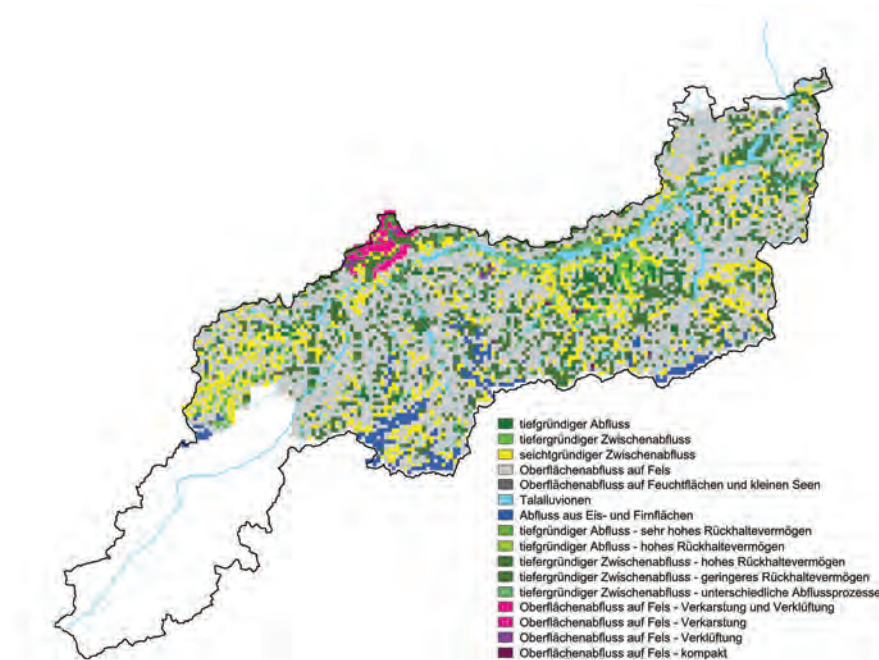 tiefgründiger Abfluss
tiefergründiger Zwischenabfluss
seichtgründiger Zwischenabfluss
Oberflächenabfluss auf Fels
Oberflächenabfluss auf Feuchtflächen und kleinen Seen
Talalluvionen
Abfluss aus Eis- und Firnflächen
tiefgründiger Abfluss - sehr hohes Rückhaltevermögen
tiefgründiger Abfluss - hohes Rückhaltevermögen
tiefergründiger Zwischenabfluss - hohes Rückhaltevermögen
tiefergründiger Zwischenabfluss - geringeres Rückhaltevermögen
tiefergründiger Zwischenabfluss - unterschiedliche Abflussprozesse
Oberflächenabfluss auf Fels - Verkarstung und Verklüftung
Oberflächenabfluss auf Fels - Verkarstung
Oberflächenabfluss auf Fels - Verklüftung
Oberflächenabfluss auf Fels - kompakt